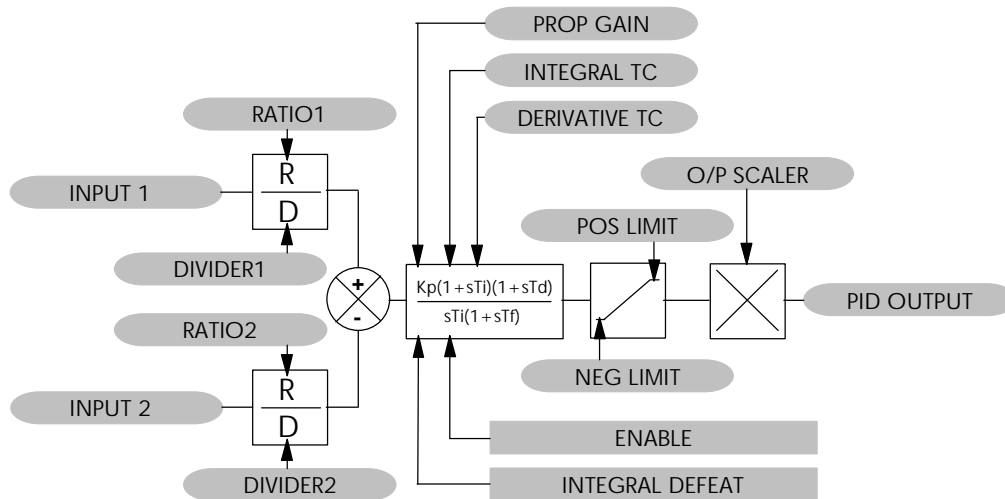 PROP GAIN
INTEGRAL TC
DERIVATIVE TC
RATIO1
O/P SCALER
INPUT 1
R
D
POS LIMIT
DIVIDER1
+
-
Kp(1+sTi)(1+sTd)
sTi(1+sTf)
PID OUTPUT
RATIO2
NEG LIMIT
INPUT 2
R
D
ENABLE
DIVIDER2
INTEGRAL DEFEAT